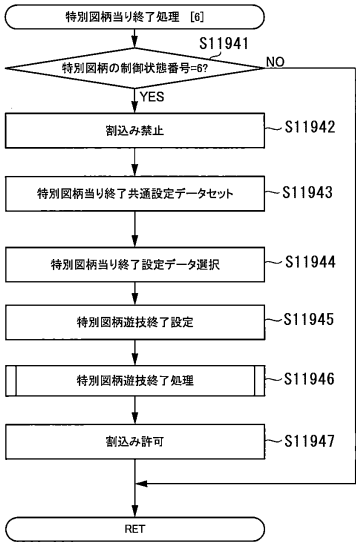 特別図柄当り終了処理 [6]
S11941
特別図柄の制御状態番号=6?
NO
YES
割込み禁止
S11942
特別図柄当り終了共通設定データセット
S11943
特別図柄当り終了設定データ選択
S11944
特別図柄遊技終了設定
S11945
特別図柄遊技終了処理
S11946
割込み許可
S11947
RET